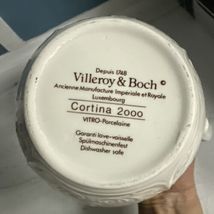 Depuis 1748
Villeroy & Boch ©
Ancienne Manufacture Impériale et Royale
Luxembourg
Cortina 2000
VITRO-Porcelaine
Garanti lave-vaisselle
Spülmaschinenfest
Dishwasher safe